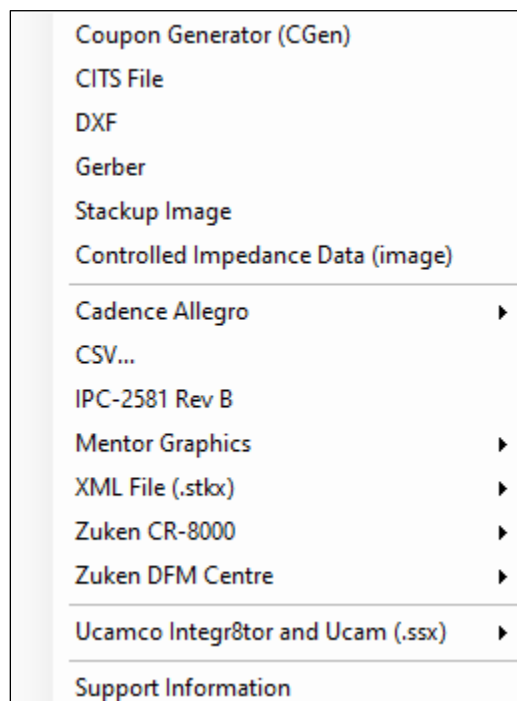 Coupon Generator (CGen)
CITS File
DXF
Gerber
Stackup Image
Controlled Impedance Data (image)
Cadence Allegro
CSV...
IPC-2581 Rev B
Mentor Graphics
XML File (.stkx)
Zuken CR-8000
Zuken DFM Centre
Ucamco Integr8tor and Ucam (.ssx)
Support Information